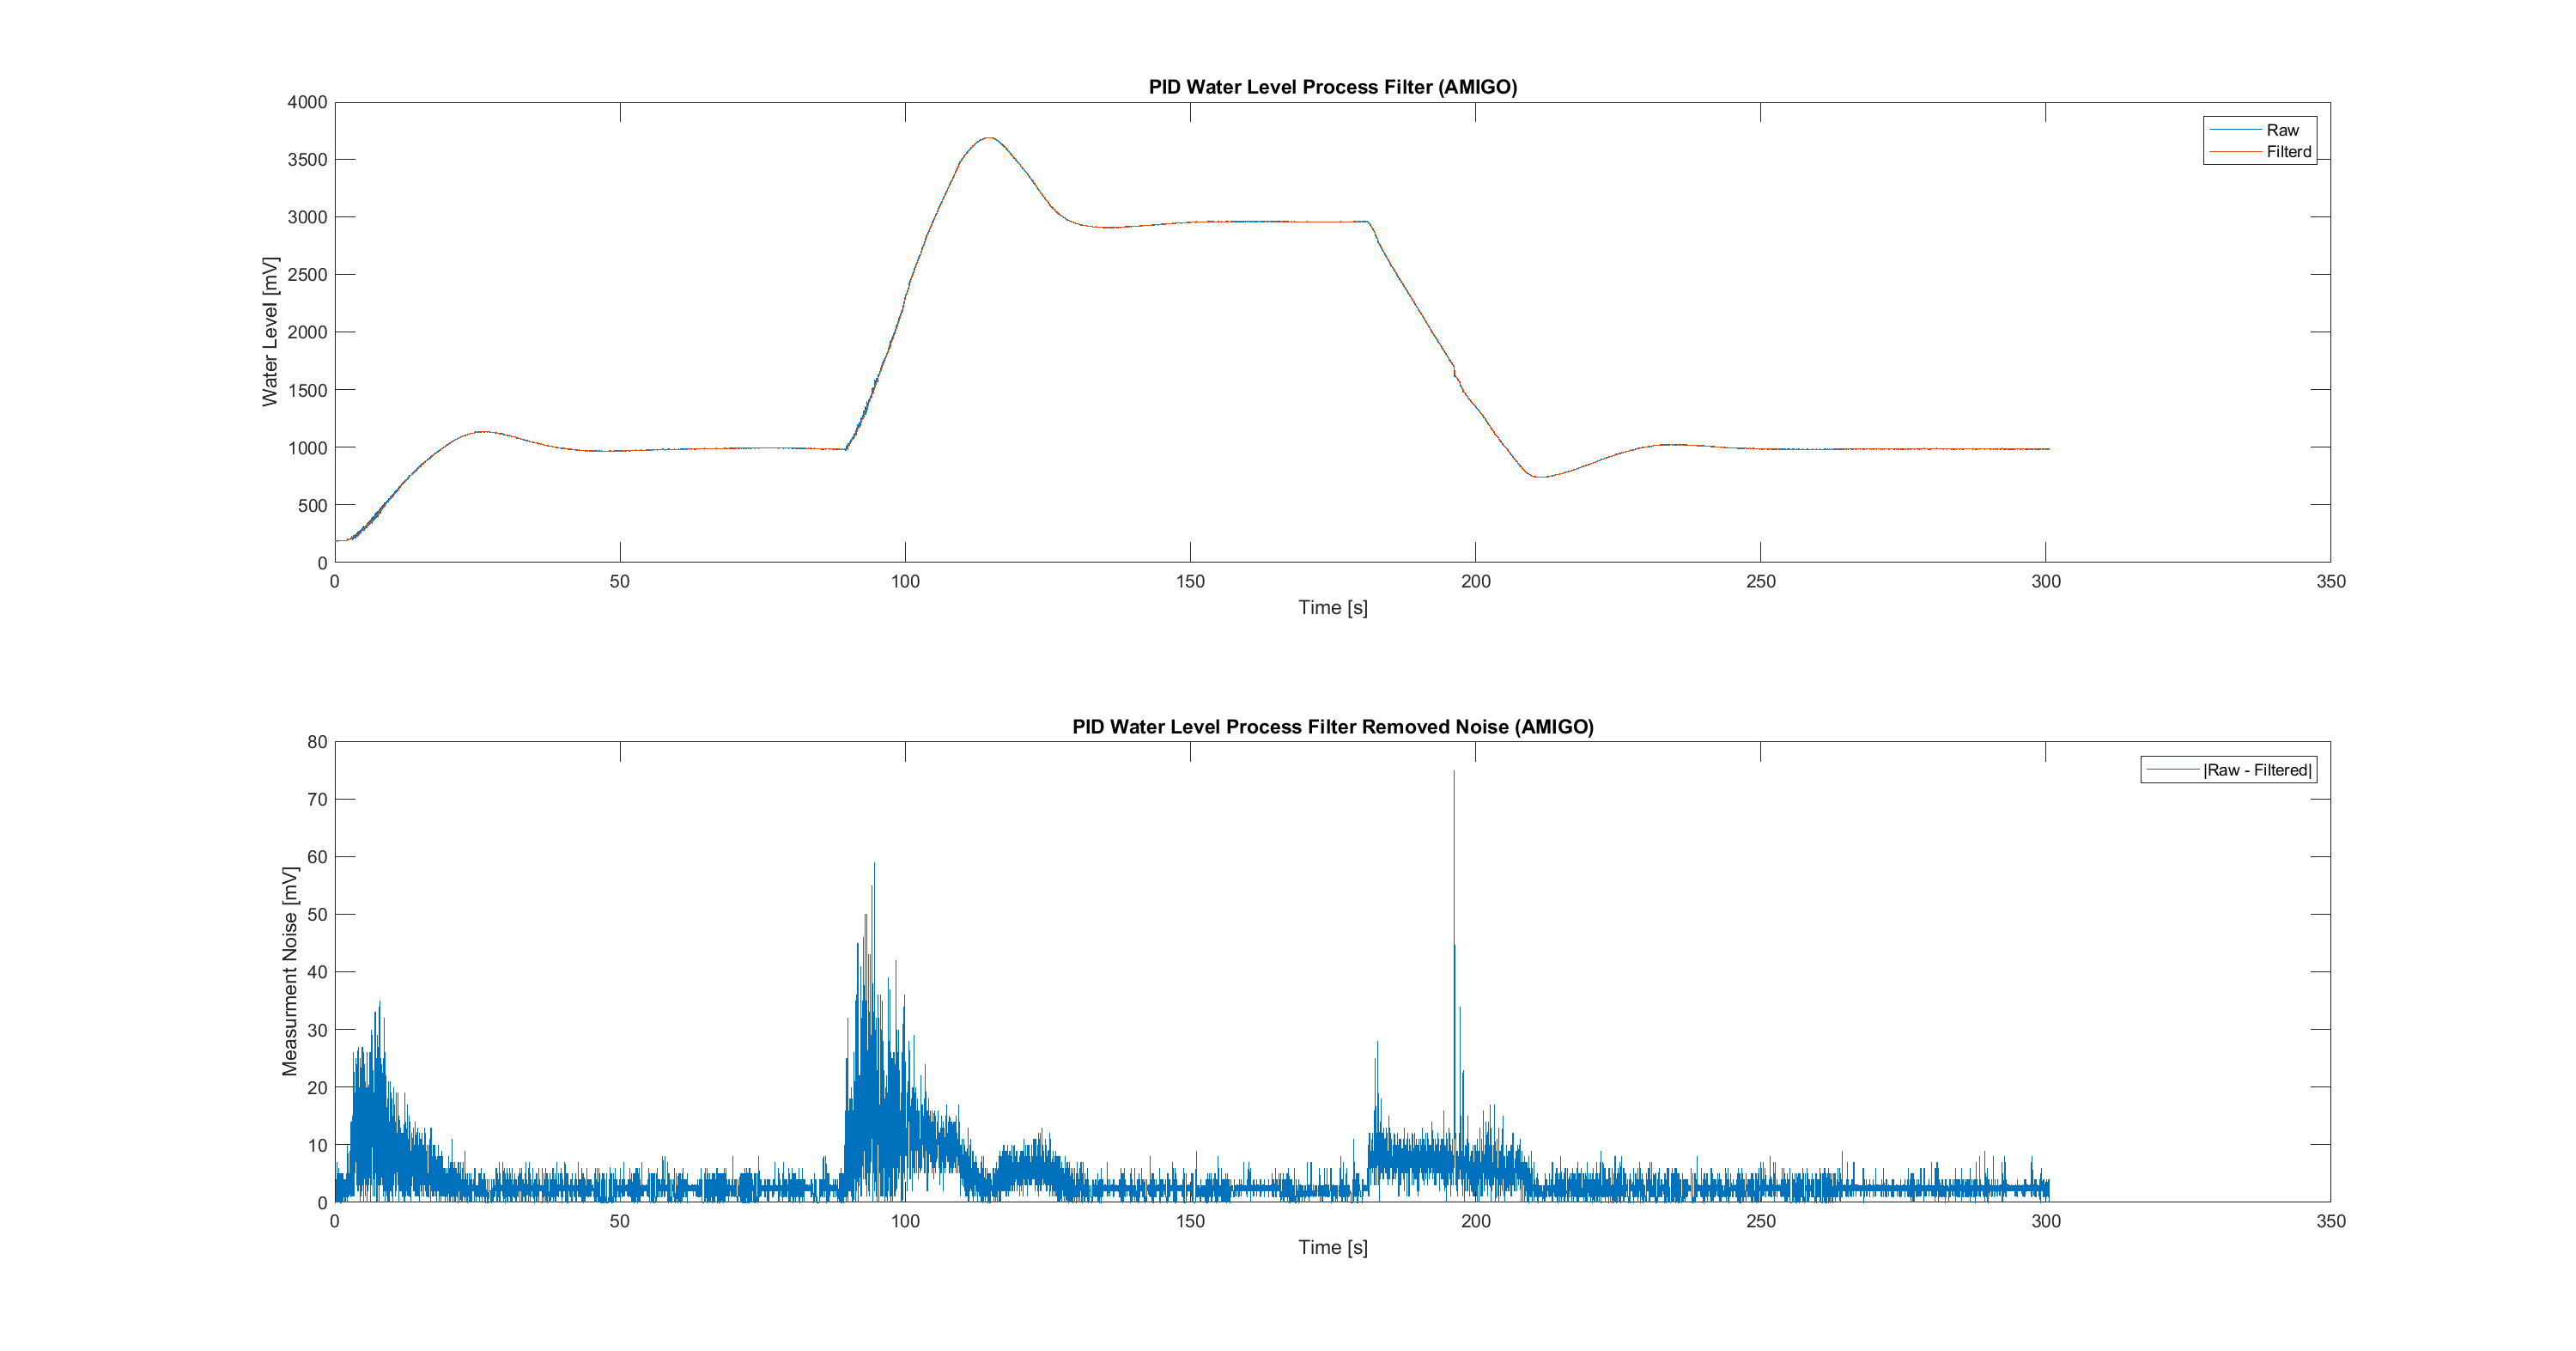 PID Water Level Process Filter (AMIGO)
4000
3500
3000
2500
2000
1500
1000
500
0
Water Level [mV]
Raw
Filterd
0 50 100 150 200 250 300 350
Time [s]
PID Water Level Process Filter Removed Noise (AMIGO)
80
70
60
50
40
30
20
10
0
Measurment Noise [mV]
|Raw - Filtered|
0 50 100 150 200 250 300 350
Time [s]